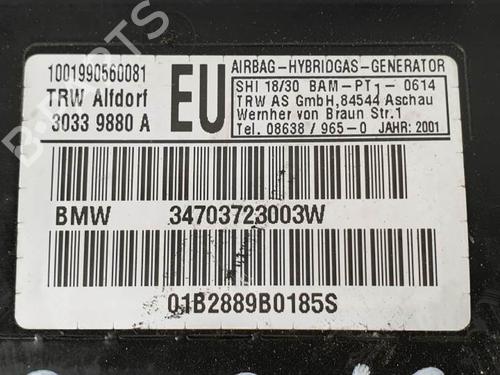 1001990560081
TRW Alfdorf
3033 9880 A
EU
AIRBAG-HYBRIDGAS-GENERATOR
SHI 18/30 BAM-PT1-0614
TRW AS GmbH,84544 Aschau
Wernher von Braun Str.1
Tel. 08638/965-0 JAHR: 2001
BMW 34703723003W
01B2889B0185S